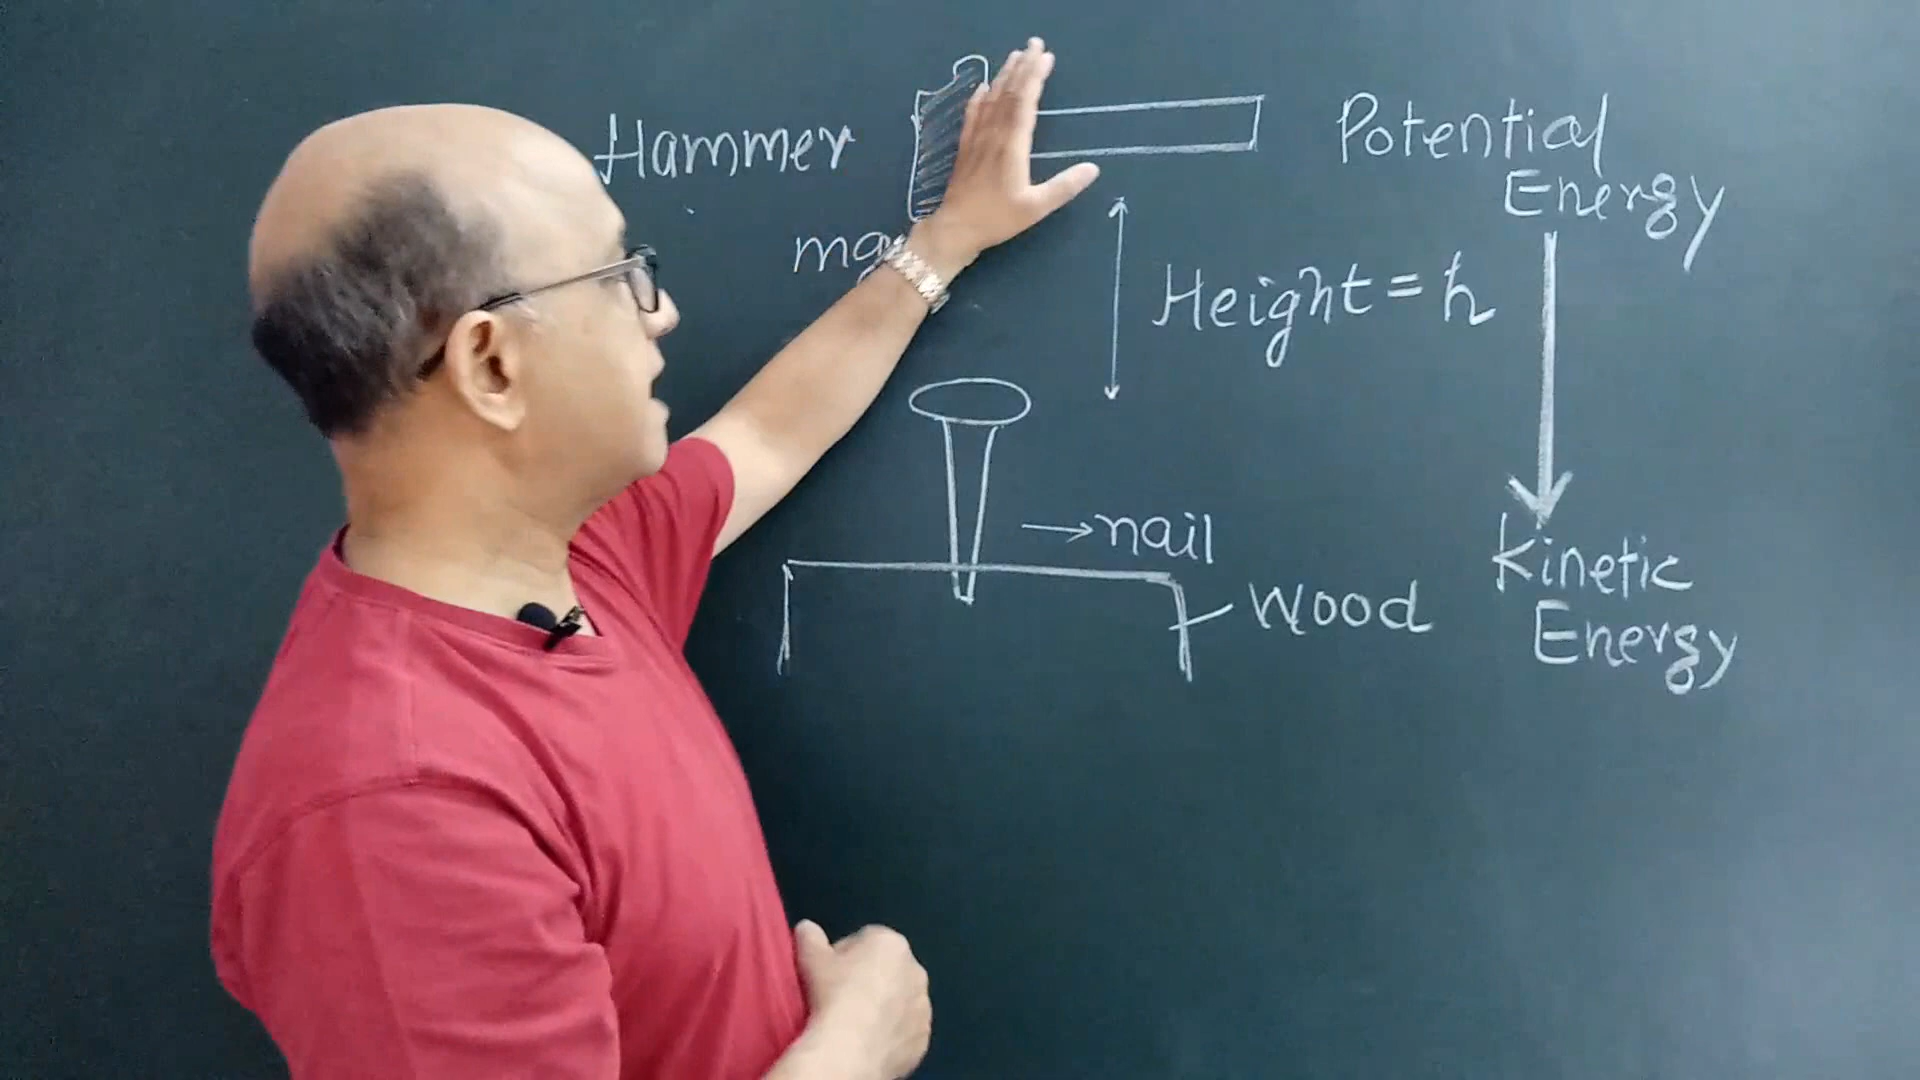 Hammer
Potential
Energy
mg
Height = h
nail
Wood
Kinetic
Energy